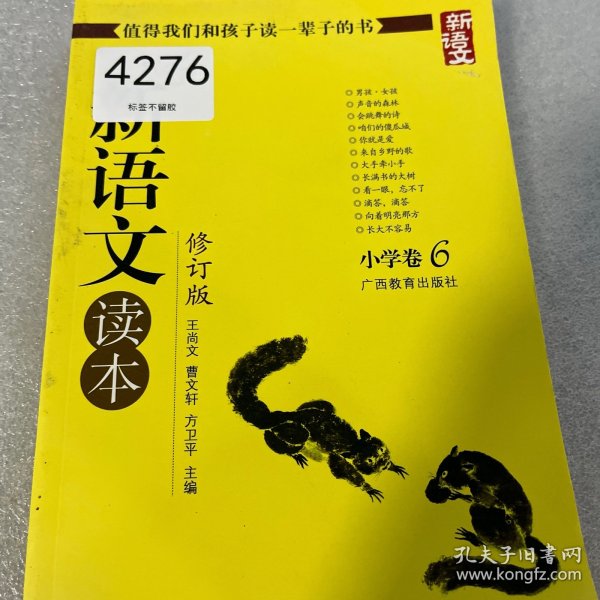 值得我们和孩子读一辈子的书
新语文
4276
标签不留胶
新语文
读本
修订版
王尚文 曹文轩 方卫平 主编
◎男孩·女孩
◎声音的森林
◎会跳舞的诗
◎咱们的傻瓜城
◎你就是爱
◎来自乡野的歌
◎大手牵小手
◎长满书的大树
◎看一眼，忘不了
◎滴答，滴答
◎向着明亮那方
◎长大不容易
小学卷 6
广西教育出版社
孔夫子旧书网
www.kongfz.com